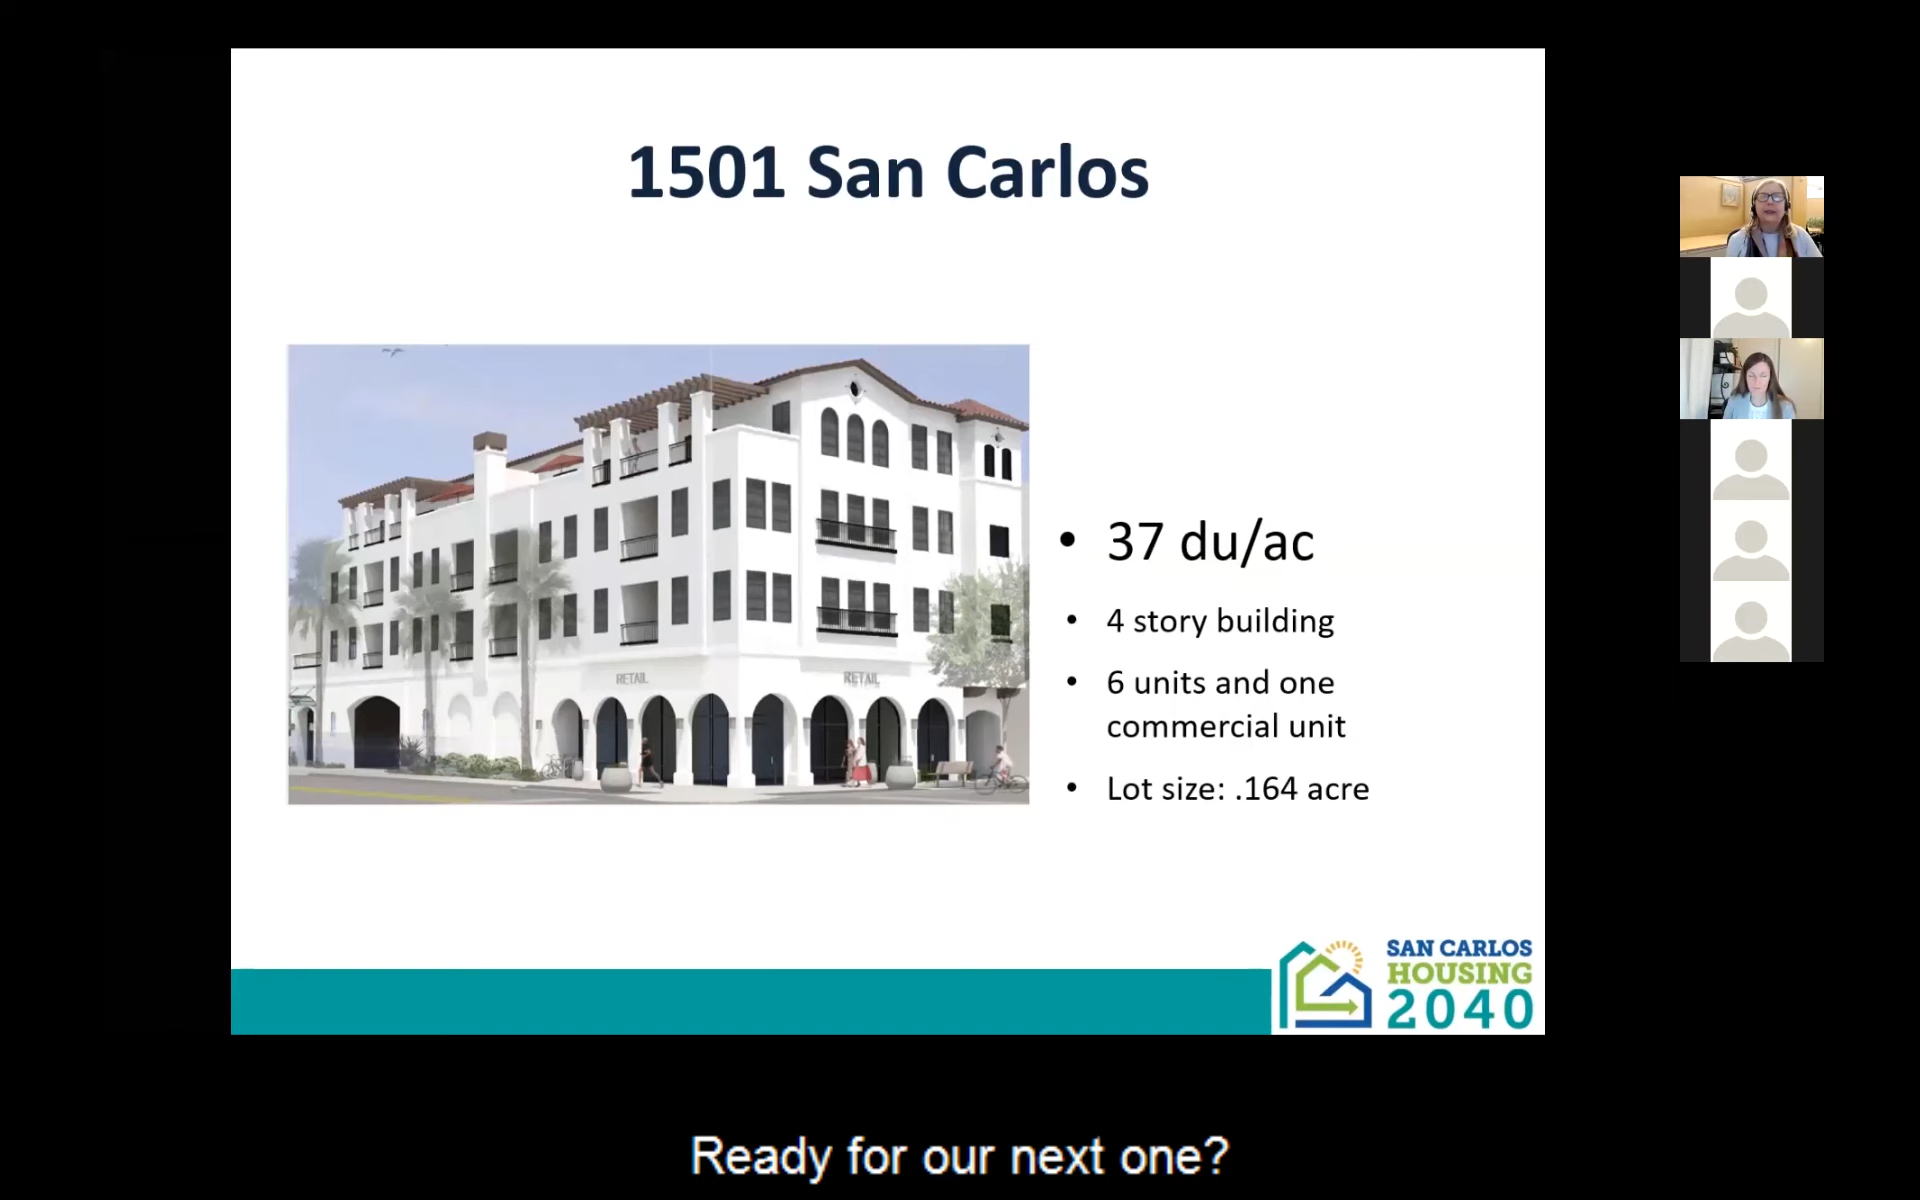 1501 San Carlos
RETAIL
RETAIL
• 37 du/ac
• 4 story building
• 6 units and one
commercial unit
• Lot size: .164 acre
SAN CARLOS
HOUSING
2040
Ready for our next one?